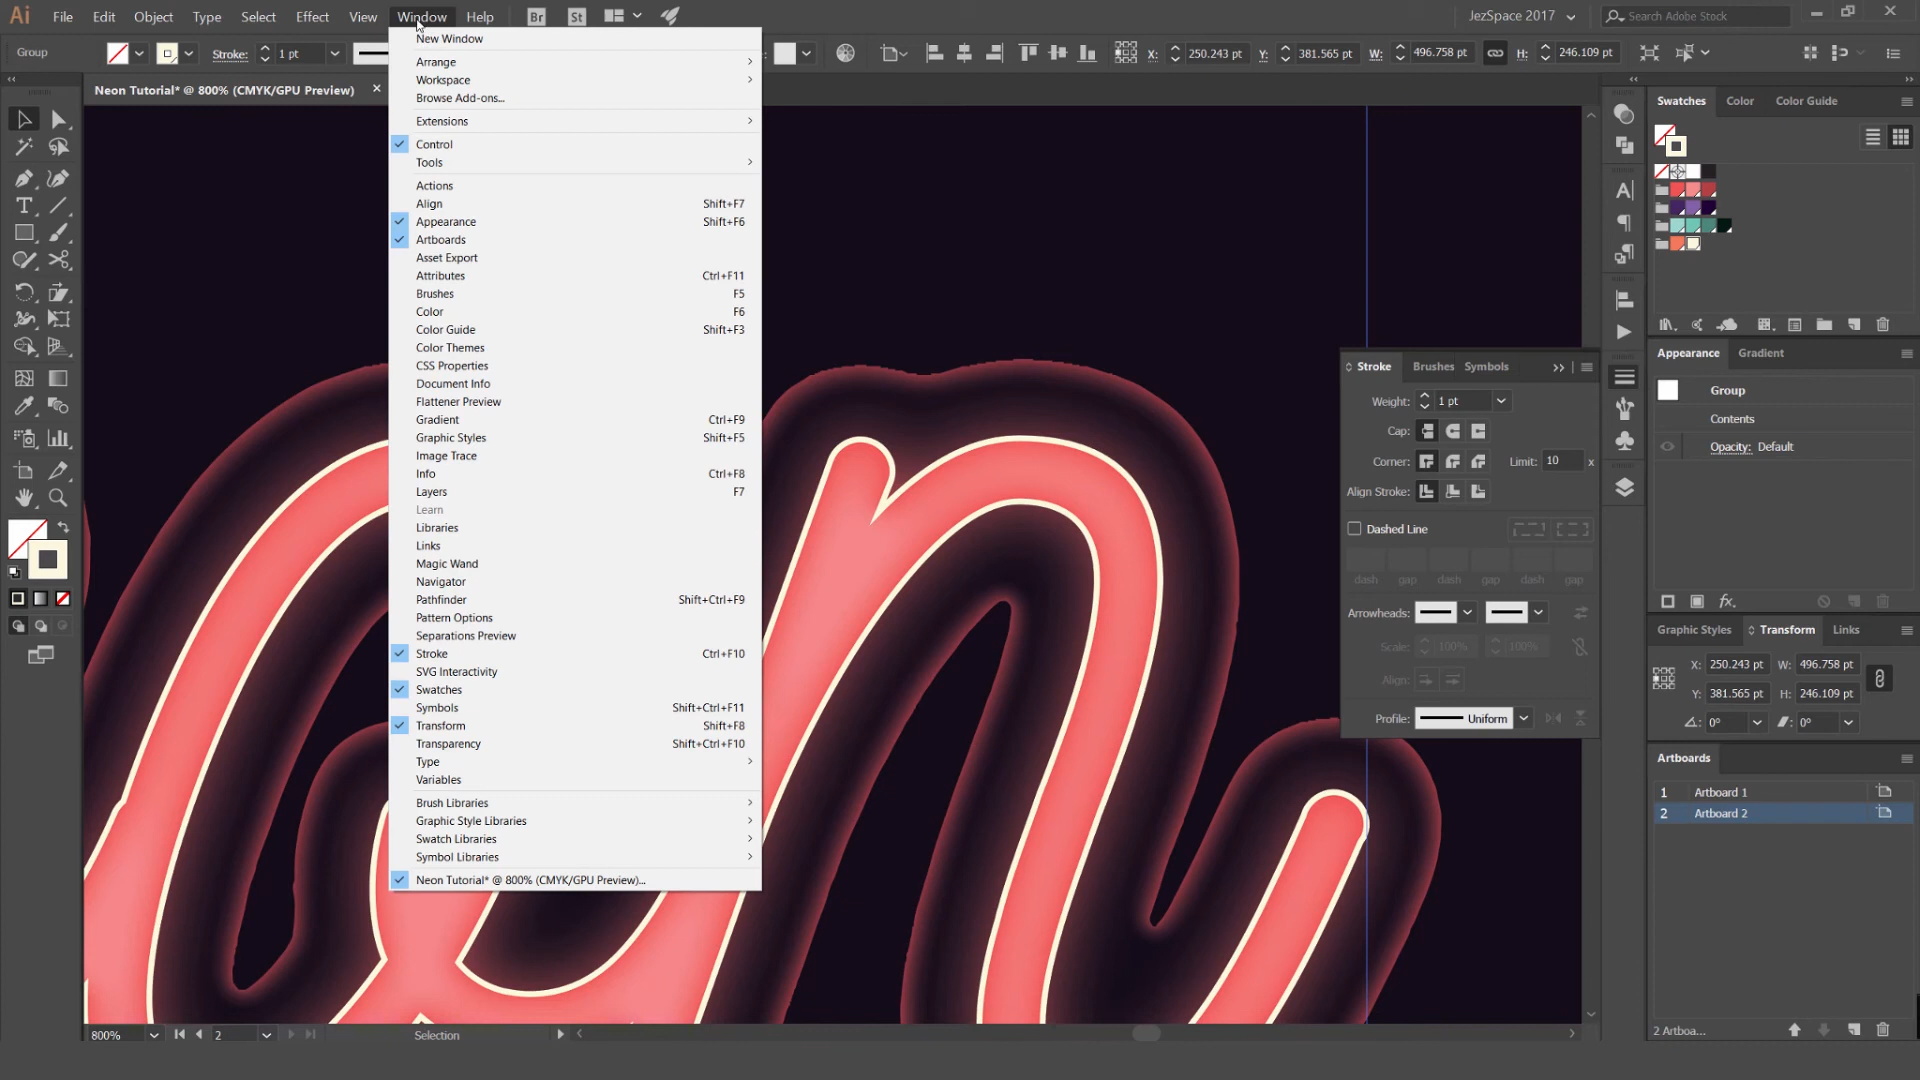 Ai File Edit Object Type Select Effect View Window Help Br St JezSpace 2017 Search Adobe Stock
Group Stroke: 1 pt X: 250.243 pt Y: 381.565 pt W: 496.758 pt H: 246.109 pt
Neon Tutorial* @ 800% (CMYK/GPU Preview)
New Window
Arrange
Workspace
Browse Add-ons...
Extensions
Control
Tools
Actions
Align Shift+F7
Appearance Shift+F6
Artboards
Asset Export
Attributes Ctrl+F11
Brushes F5
Color F6
Color Guide Shift+F3
Color Themes
CSS Properties
Document Info
Flattener Preview
Gradient Ctrl+F9
Graphic Styles Shift+F5
Image Trace
Info Ctrl+F8
Layers F7
Learn
Libraries
Links
Magic Wand
Navigator
Pathfinder Shift+Ctrl+F9
Pattern Options
Separations Preview
Stroke Ctrl+F10
SVG Interactivity
Swatches
Symbols Shift+Ctrl+F11
Transform Shift+F8
Transparency Shift+Ctrl+F10
Type
Variables
Brush Libraries
Graphic Style Libraries
Swatch Libraries
Symbol Libraries
Neon Tutorial* @ 800% (CMYK/GPU Preview)...
Stroke Brushes Symbols
Weight: 1 pt
Cap:
Corner: Limit: 10 x
Align Stroke:
Dashed Line
dash gap dash gap dash gap
Arrowheads:
Scale: 100% 100%
Align:
Profile: Uniform
Swatches Color Color Guide
Appearance Gradient
Group
Contents
Opacity: Default
fx.
Graphic Styles Transform Links
X: 250.243 pt W: 496.758 pt
Y: 381.565 pt H: 246.109 pt
0° 0°
Artboards
1 Artboard 1
2 Artboard 2
2 Artboa...
800% 2 Selection